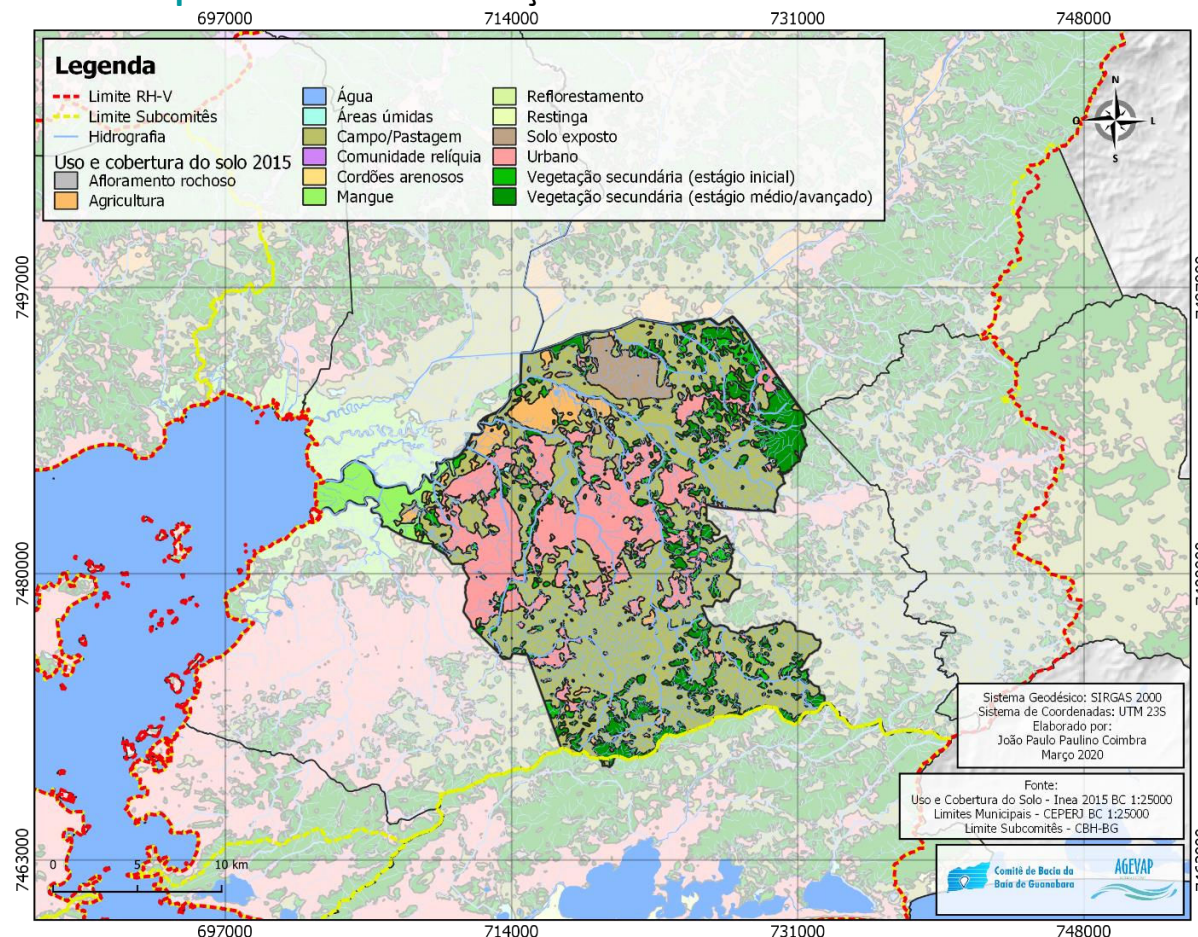 697000
714000
731000
748000
Legenda
Limite RH-V
Limite Subcomitês
Hidrografia
Uso e cobertura do solo 2015
Afloramento rochoso
Agricultura
Água
Áreas úmidas
Campo/Pastagem
Comunidade relíquia
Cordões arenosos
Mangue
Reflorestamento
Restinga
Solo exposto
Urbano
Vegetação secundária (estágio inicial)
Vegetação secundária (estágio médio/avançado)
N
O
L
S
7497000
7480000
7463000
Sistema Geodésico: SIRGAS 2000
Sistema de Coordenadas: UTM 23S
Elaborado por:
João Paulo Paulino Coimbra
Março 2020
Fonte:
Uso e Cobertura do Solo - Inea 2015 BC 1:25000
Limites Municipais - CEPERJ BC 1:25000
Limite Subcomitês - CBH-BG
0
5
10 km
Comitê de Bacia da
Baía de Guanabara
AGEVAP
697000
714000
731000
748000